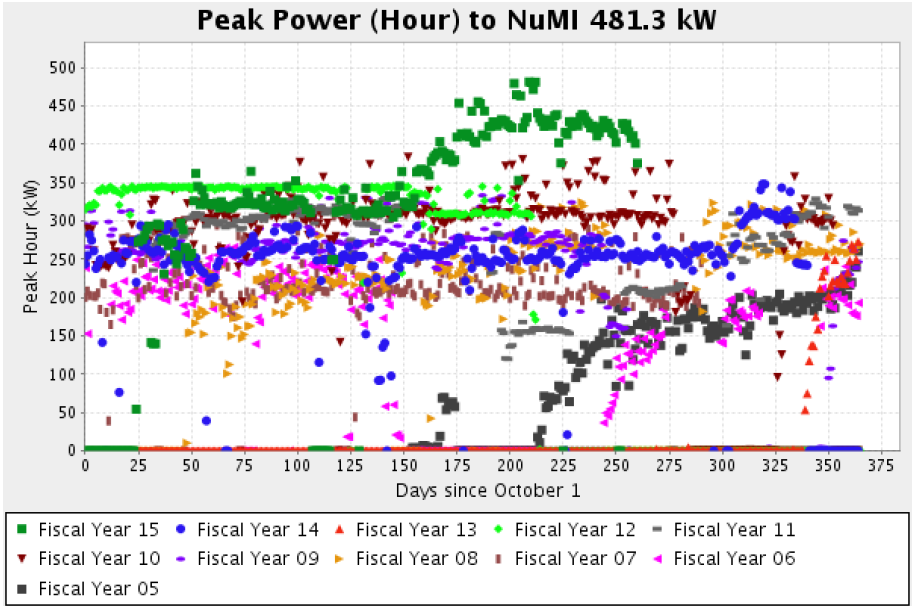 Peak Power (Hour) to NuMI 481.3 kW
Peak Hour (kW)
500
450
400
350
300
250
200
150
100
50
0
0 25 50 75 100 125 150 175 200 225 250 275 300 325 350 375
Days since October 1
Fiscal Year 15 Fiscal Year 14 Fiscal Year 13 Fiscal Year 12 Fiscal Year 11
Fiscal Year 10 Fiscal Year 09 Fiscal Year 08 Fiscal Year 07 Fiscal Year 06
Fiscal Year 05